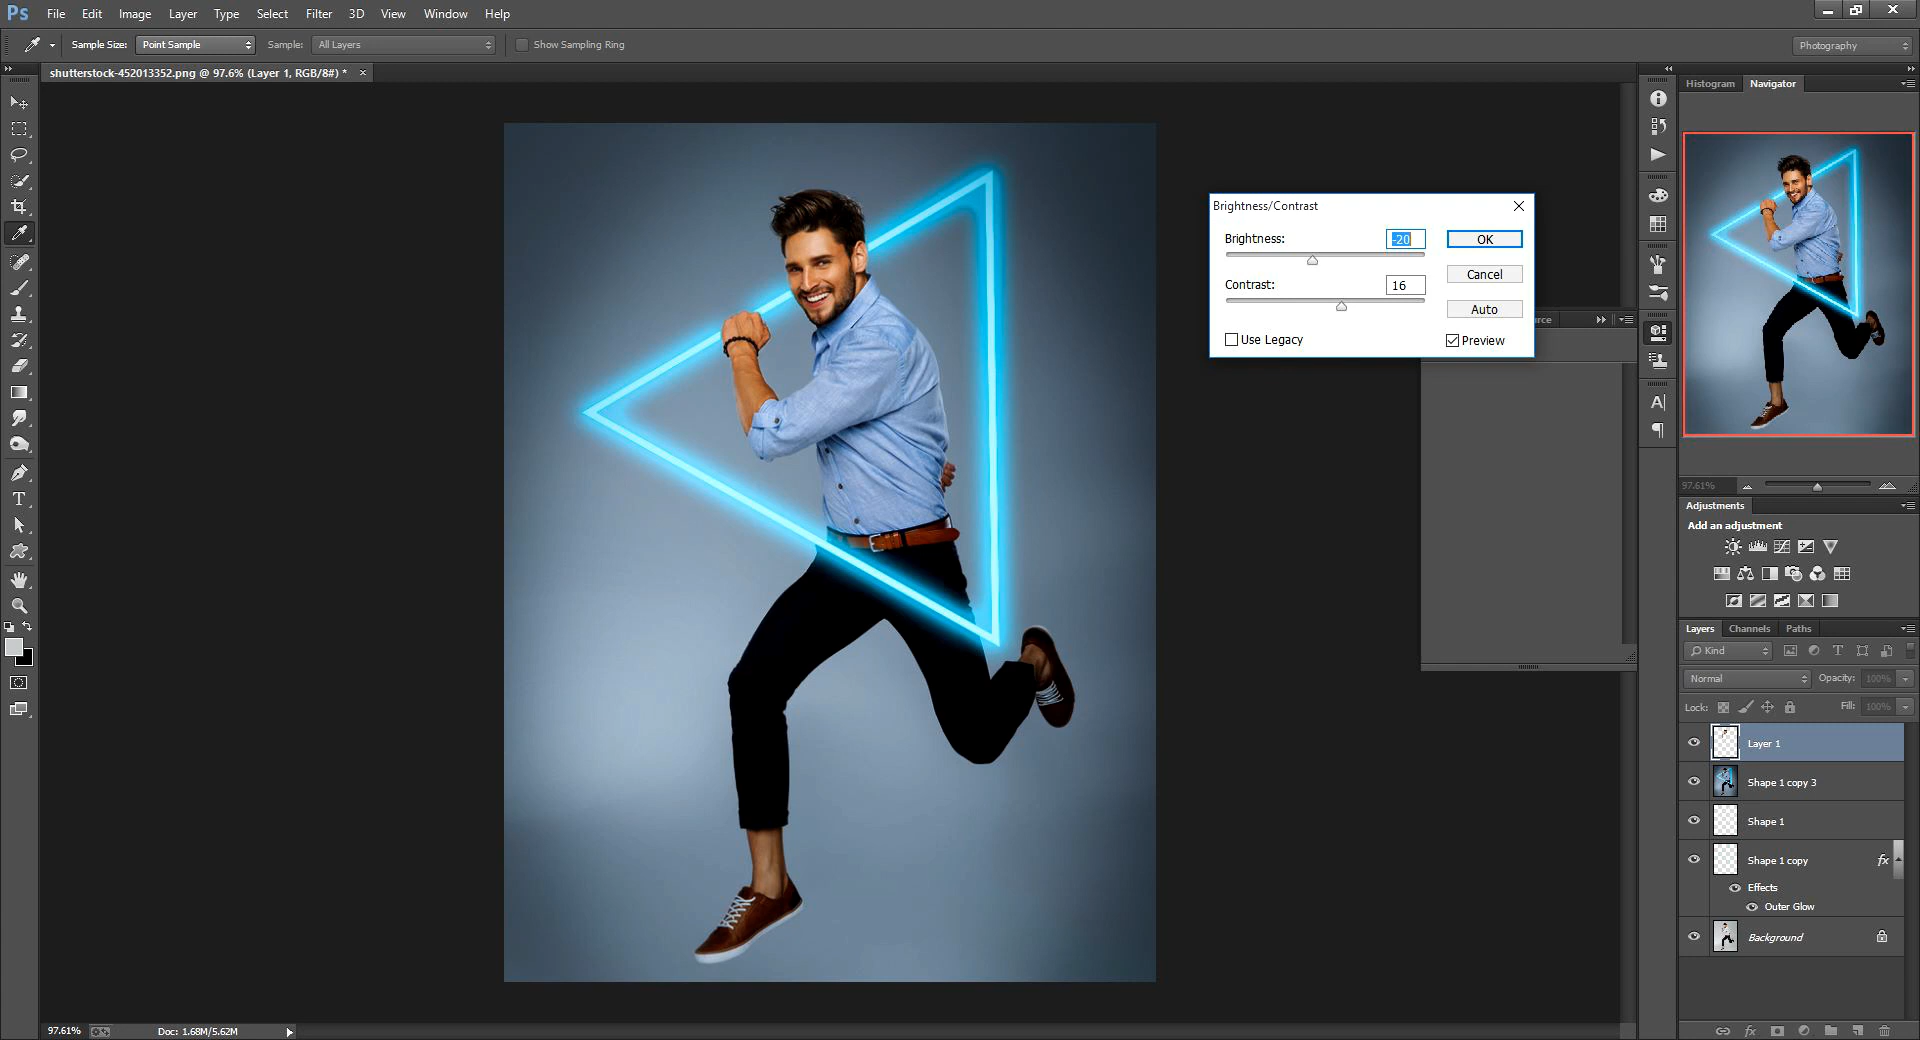 Ps File Edit Image Layer Type Select Filter 3D View Window Help
Sample Size: Point Sample Sample: All Layers Show Sampling Ring Photography
shutterstock-452013352.png @ 97.6% (Layer 1, RGB/8#) * ×
Histogram Navigator
Brightness/Contrast
Brightness: -20 OK
Cancel
Contrast: 16
Auto
Use Legacy Preview
97.61%
Adjustments
Add an adjustment
Layers Channels Paths
Kind
Normal Opacity: 100%
Lock: Fill: 100%
Layer 1
Shape 1 copy 3
Shape 1
Shape 1 copy fx
Effects
Outer Glow
Background
97.61% Doc: 1.68M/5.62M